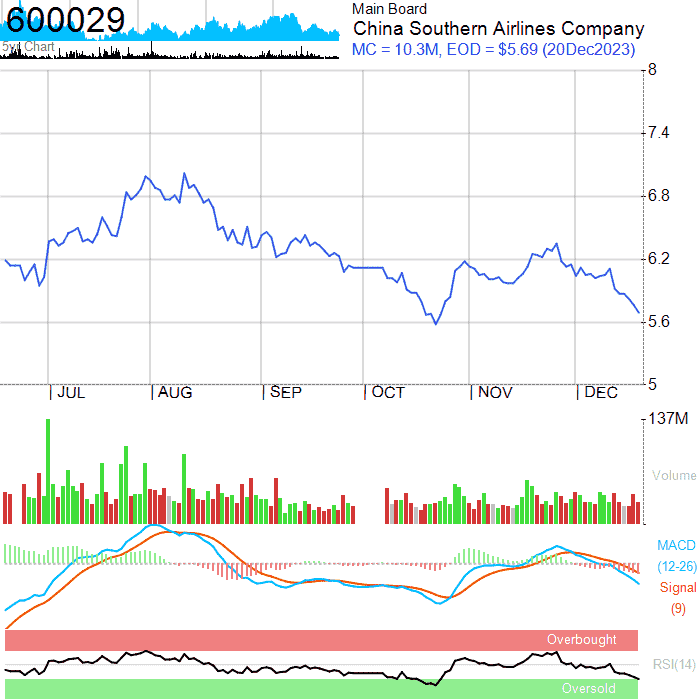 600029
5yr Chart
Main Board
China Southern Airlines Company
MC = 10.3M, EOD = $5.69 (20Dec2023)
8
7.4
6.8
6.2
5.6
5
JUL AUG SEP OCT NOV DEC
137M
Volume
MACD
(12-26)
Signal
(9)
Overbought
RSI(14)
Oversold